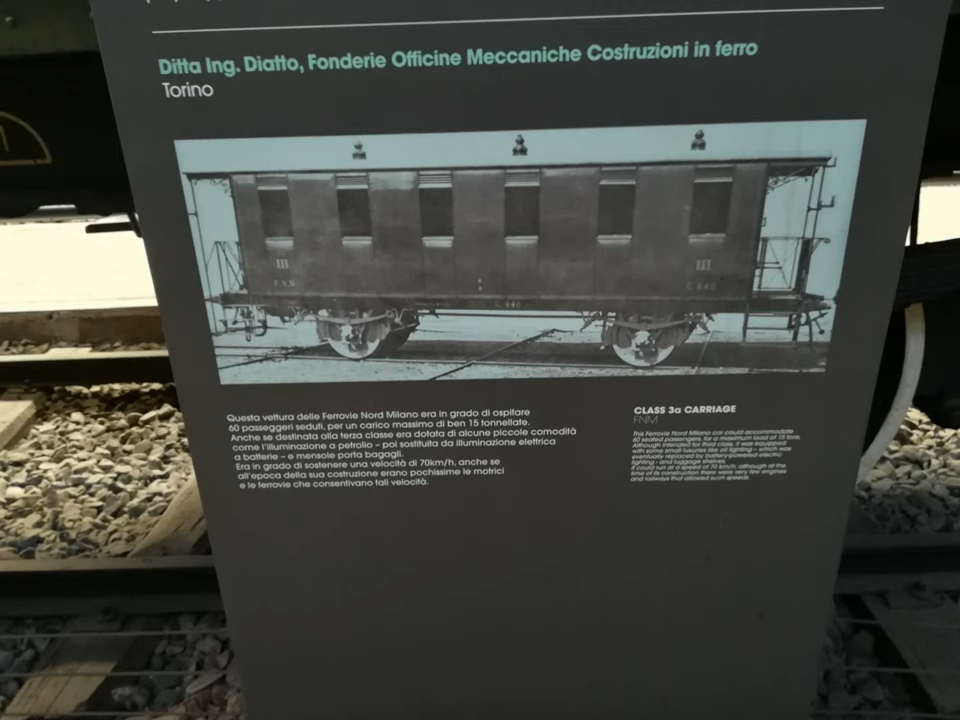 Ditta Ing. Diatto, Fonderie Officine Meccaniche Costruzioni in ferro
Torino
III
III
F.N.M.
C 440
C 440
Questa vettura delle Ferrovie Nord Milano era in grado di ospitare
60 passeggeri seduti, per un carico massimo di ben 15 tonnellate.
Anche se destinata alla terza classe era dotata di alcune piccole comodità
come l'illuminazione a petrolio – poi sostituita da illuminazione elettrica
a batterie – e mensole porta bagagli.
Era in grado di sostenere una velocità di 70km/h, anche se
all'epoca della sua costruzione erano pochissime le motrici
e le ferrovie che consentivano tali velocità.
CLASS 3a CARRIAGE
FNM
This Ferrovie Nord Milano car could accommodate
60 seated passengers, for a maximum load of 15 tons.
Although intended for third class, it was equipped
with some small luxuries like oil lighting – which was
eventually replaced by battery-powered electric
lighting - and luggage shelves.
It could run at a speed of 70 km/h, although at the
time of its construction there were very few engines
and railways that allowed such speeds.